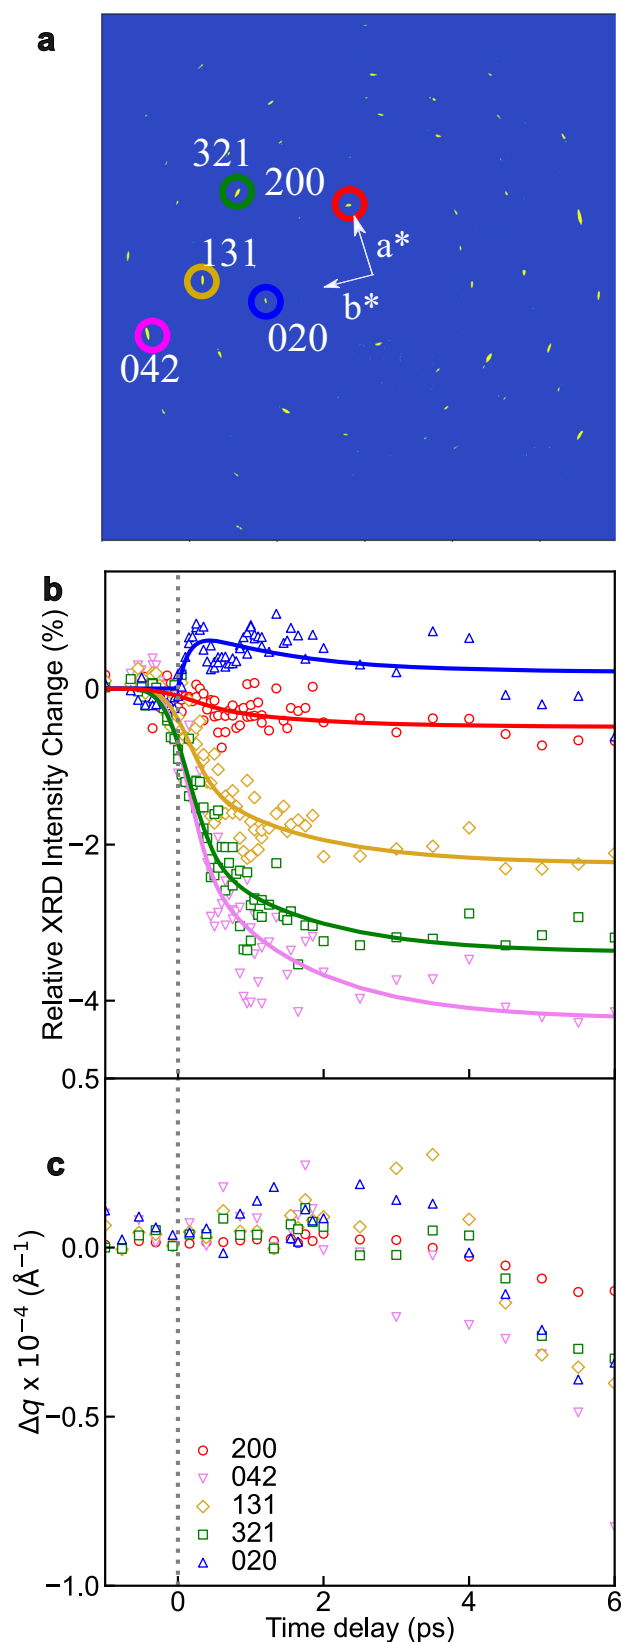 a
321
200
a*
131
b*
020
042
b
Relative XRD Intensity Change (%)
0
−2
−4
c
0.5
0.0
−0.5
−1.0
Δq x 10⁻⁴ (Å⁻¹)
200
042
131
321
020
0 2 4 6
Time delay (ps)